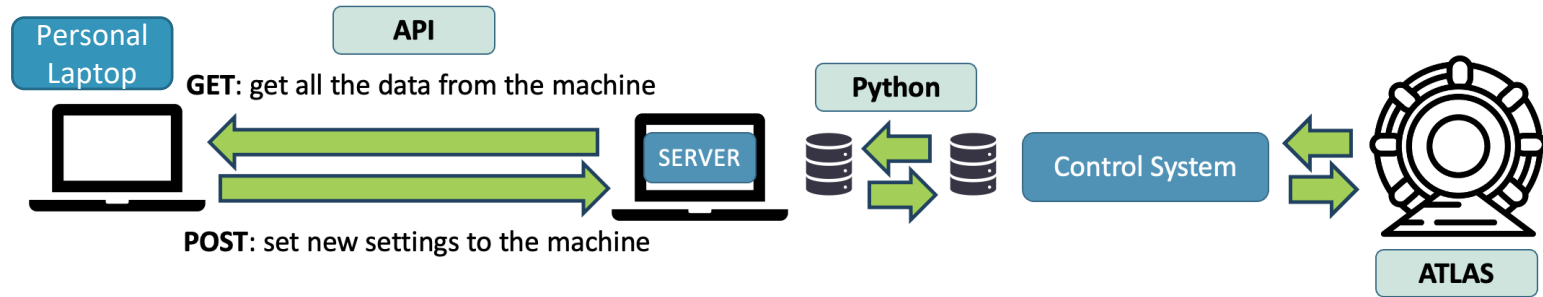 Personal
Laptop
API
GET: get all the data from the machine
Python
SERVER
Control System
POST: set new settings to the machine
ATLAS